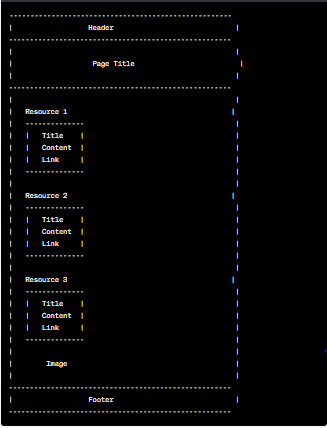 Header
Page Title
Resource 1
Title
Content
Link
Resource 2
Title
Content
Link
Resource 3
Title
Content
Link
Image
Footer